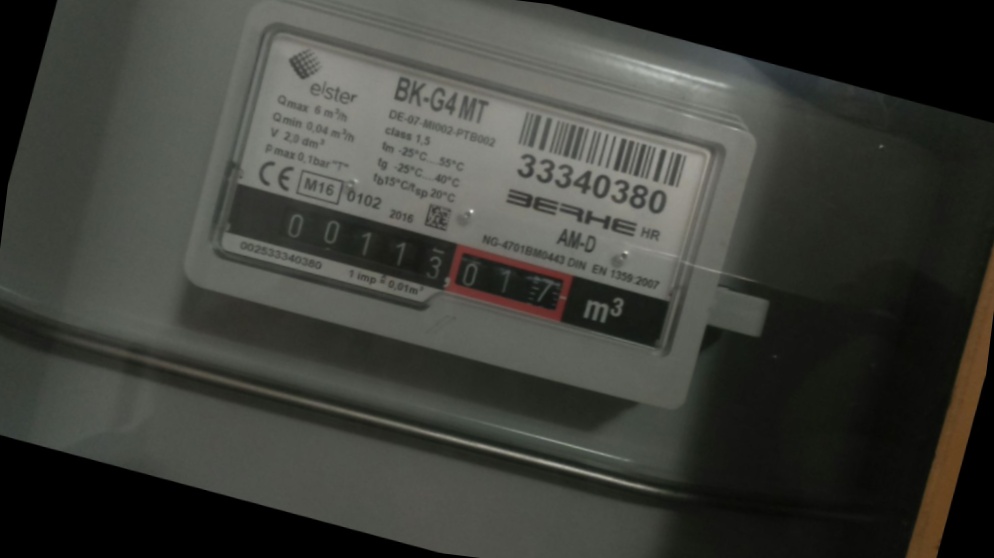 elster
BK-G4 MT
DE-07-MI002-PTB002
Qmax 6 m³/h
Qmin 0,04 m³/h
V 2,0 dm³
Pmax 0,1bar "T"
class 1,5
tm -25°C...55°C
tg -25°C...40°C
tb15°C/tsp 20°C
33340380
BERHE HR
CE M16 0102 2016
AM-D
NG-4701BM0443 DIN EN 1359:2007
00113,017 m³
002533340380
1 imp ≙ 0,01m³